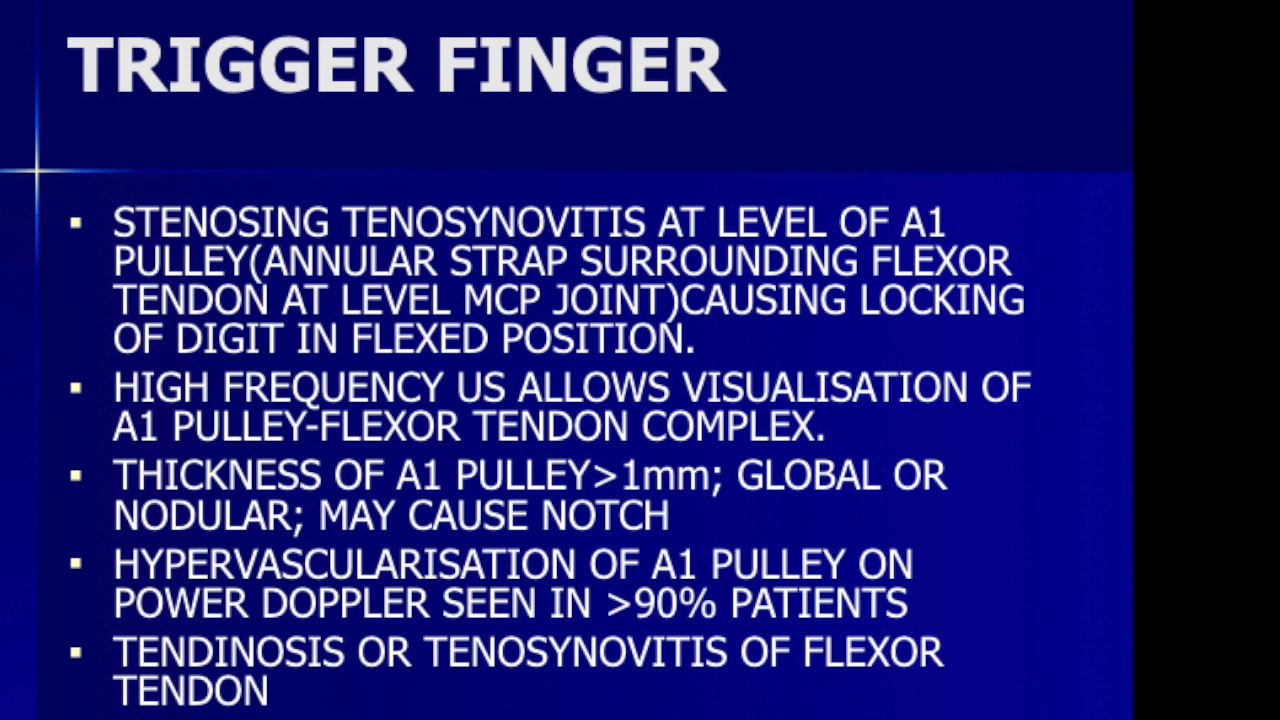 TRIGGER FINGER
▪ STENOSING TENOSYNOVITIS AT LEVEL OF A1
PULLEY(ANNULAR STRAP SURROUNDING FLEXOR
TENDON AT LEVEL MCP JOINT)CAUSING LOCKING
OF DIGIT IN FLEXED POSITION.
▪ HIGH FREQUENCY US ALLOWS VISUALISATION OF
A1 PULLEY-FLEXOR TENDON COMPLEX.
▪ THICKNESS OF A1 PULLEY>1mm; GLOBAL OR
NODULAR; MAY CAUSE NOTCH
▪ HYPERVASCULARISATION OF A1 PULLEY ON
POWER DOPPLER SEEN IN >90% PATIENTS
▪ TENDINOSIS OR TENOSYNOVITIS OF FLEXOR
TENDON